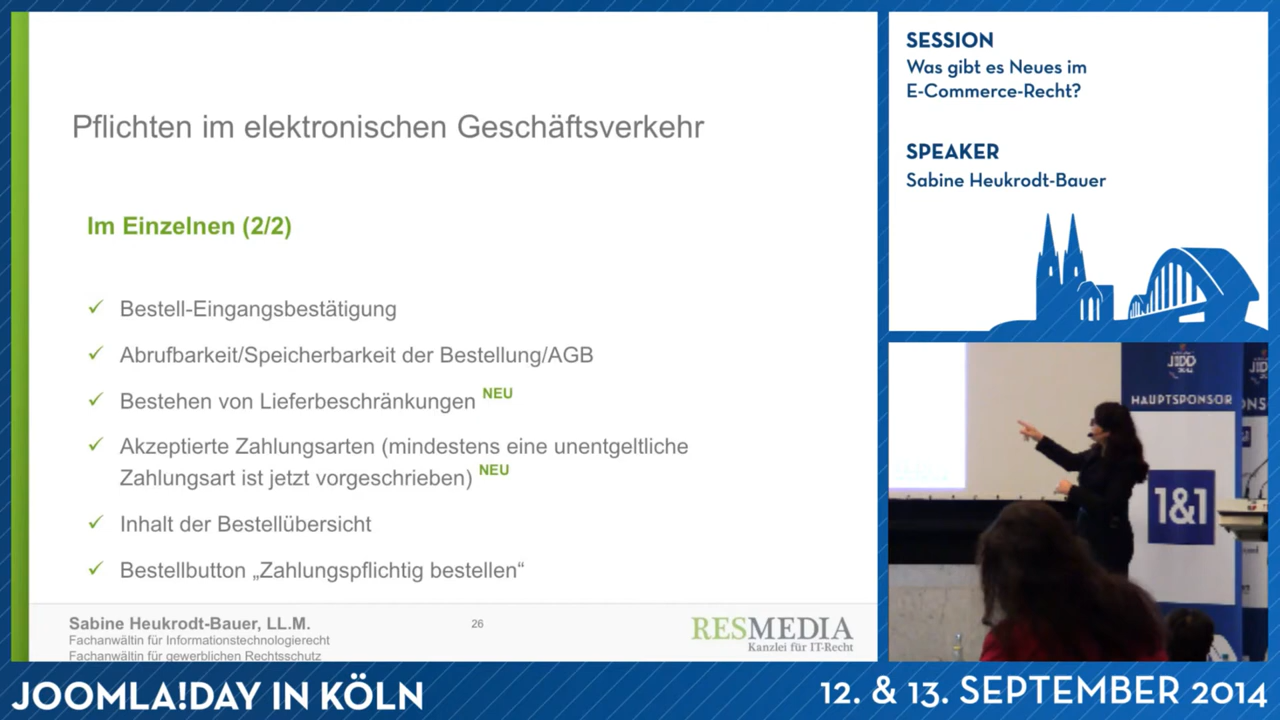 Pflichten im elektronischen Geschäftsverkehr
Im Einzelnen (2/2)
Bestell-Eingangsbestätigung
Abrufbarkeit/Speicherbarkeit der Bestellung/AGB
Bestehen von Lieferbeschränkungen NEU
Akzeptierte Zahlungsarten (mindestens eine unentgeltliche
Zahlungsart ist jetzt vorgeschrieben) NEU
Inhalt der Bestellübersicht
Bestellbutton „Zahlungspflichtig bestellen“
Sabine Heukrodt-Bauer, LL.M.
Fachanwältin für Informationstechnologierecht
Fachanwältin für gewerblichen Rechtsschutz
26
RESMEDIA
Kanzlei für IT-Recht
SESSION
Was gibt es Neues im
E-Commerce-Recht?
SPEAKER
Sabine Heukrodt-Bauer
HAUPTSPONSOR
1&1
JOOMLA!DAY IN KÖLN
12. & 13. SEPTEMBER 2014